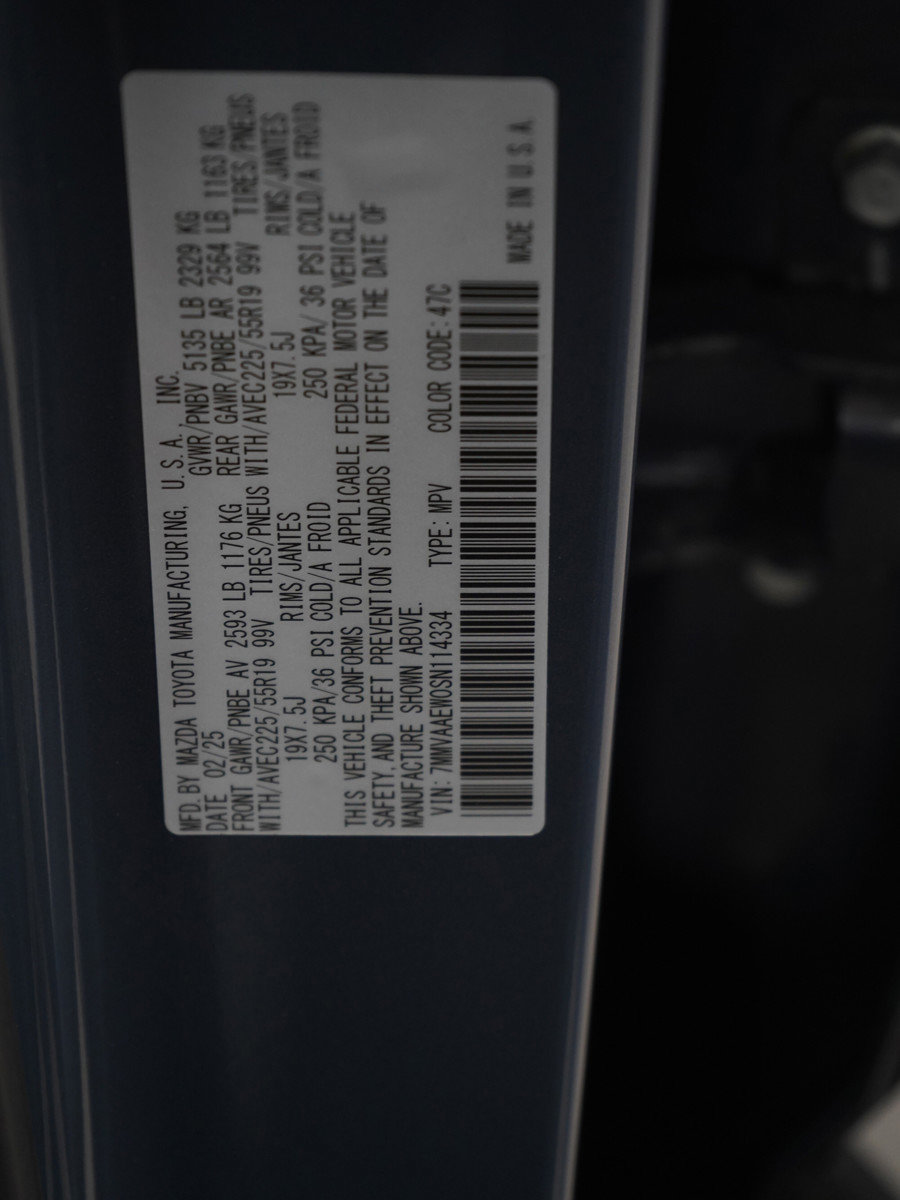 MFD. BY MAZDA TOYOTA MANUFACTURING, U. S. A., INC.
DATE 02/25 GVWR/PNBV 5135 LB 2329 KG
FRONT GAWR/PNBE AV 2593 LB 1176 KG REAR GAWR/PNBE AR 2564 LB 1163 KG
WITH/AVEC225/55R19 99V TIRES/PNEUS WITH/AVEC225/55R19 99V TIRES/PNEUS
19X7.5J RIMS/JANTES 19X7.5J RIMS/JANTES
250 KPA/36 PSI COLD/A FROID 250 KPA/ 36 PSI COLD/A FROID
THIS VEHICLE CONFORMS TO ALL APPLICABLE FEDERAL MOTOR VEHICLE
SAFETY, AND THEFT PREVENTION STANDARDS IN EFFECT ON THE DATE OF
MANUFACTURE SHOWN ABOVE.
VIN: 7MMVAAEW0SN114334 TYPE: MPV COLOR CODE: 47C
MADE IN U.S.A.